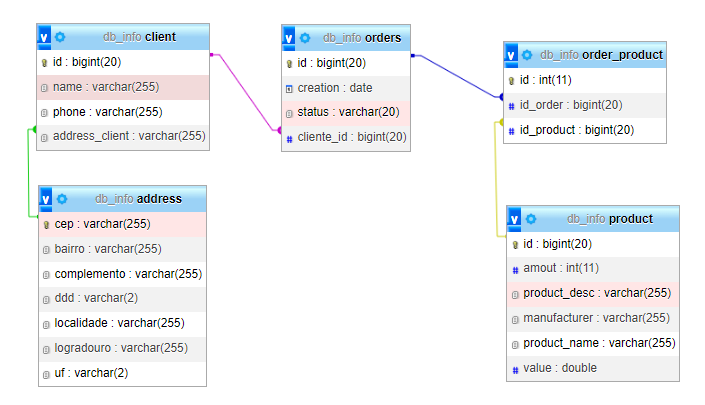 V db_info client
id : bigint(20)
name : varchar(255)
phone : varchar(255)
address_client : varchar(255)
V db_info orders
id : bigint(20)
creation : date
status : varchar(20)
# cliente_id : bigint(20)
V db_info order_product
id : int(11)
# id_order : bigint(20)
# id_product : bigint(20)
V db_info address
cep : varchar(255)
bairro : varchar(255)
complemento : varchar(255)
ddd : varchar(2)
localidade : varchar(255)
logradouro : varchar(255)
uf : varchar(2)
V db_info product
id : bigint(20)
# amout : int(11)
product_desc : varchar(255)
manufacturer : varchar(255)
product_name : varchar(255)
# value : double